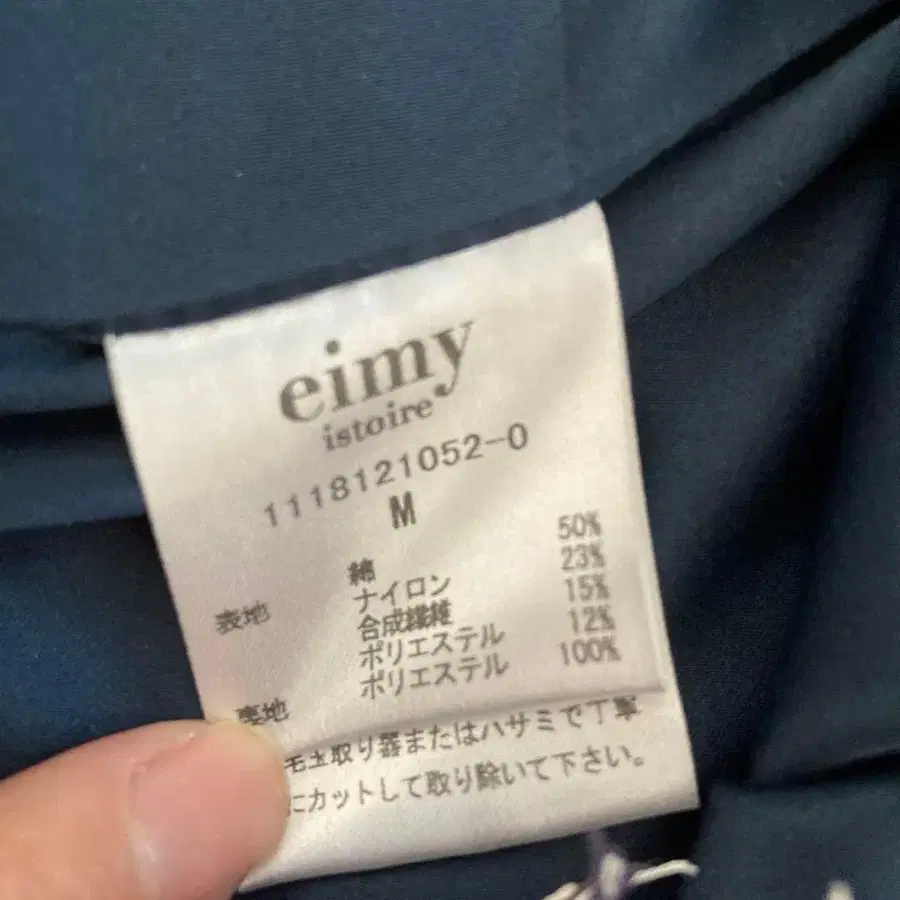 eimy
istoire
1118121052-0
M
表地 綿 50%
ナイロン 23%
合成繊維 15%
ポリエステル 12%
裏地 ポリエステル 100%
毛玉取り器またはハサミで丁寧
にカットして取り除いて下さい。